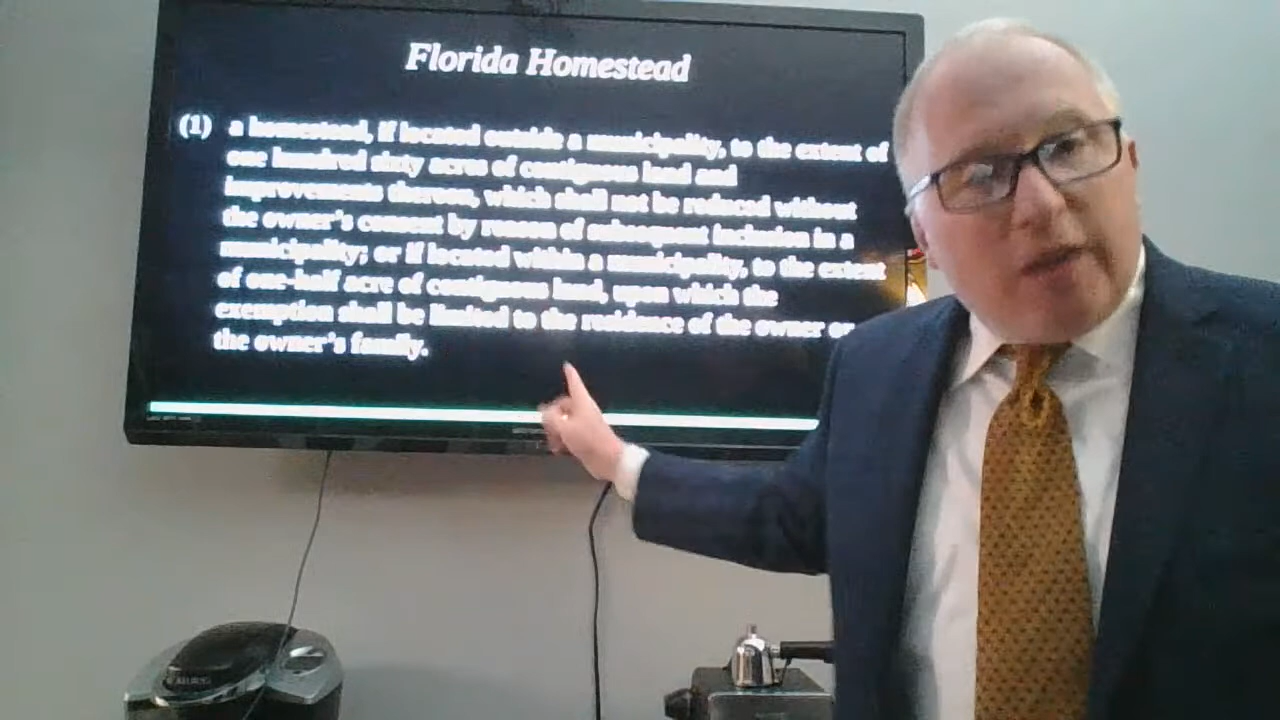 Florida Homestead
(1) a homestead, if located outside a municipality, to the extent of
one hundred sixty acres of contiguous land and
improvements thereon, which shall not be reduced without
the owner's consent by reason of subsequent inclusion in a
municipality; or if located within a municipality, to the extent
of one-half acre of contiguous land, upon which the
exemption shall be limited to the residence of the owner or
the owner's family.
KEURIG